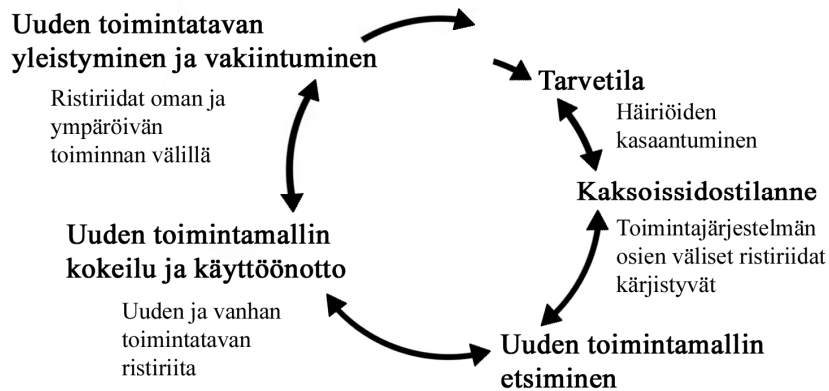 Uuden toimintatavan
yleistyminen ja vakiintuminen
Ristiriidat oman ja
ympäröivän
toiminnan välillä
Tarvetila
Häiriöiden
kasaantuminen
Kaksoissidostilanne
Toimintajärjestelmän
osien väliset ristiriidat
kärjistyvät
Uuden toimintamallin
etsiminen
Uuden toimintamallin
kokeilu ja käyttöönotto
Uuden ja vanhan
toimintatavan
ristiriita